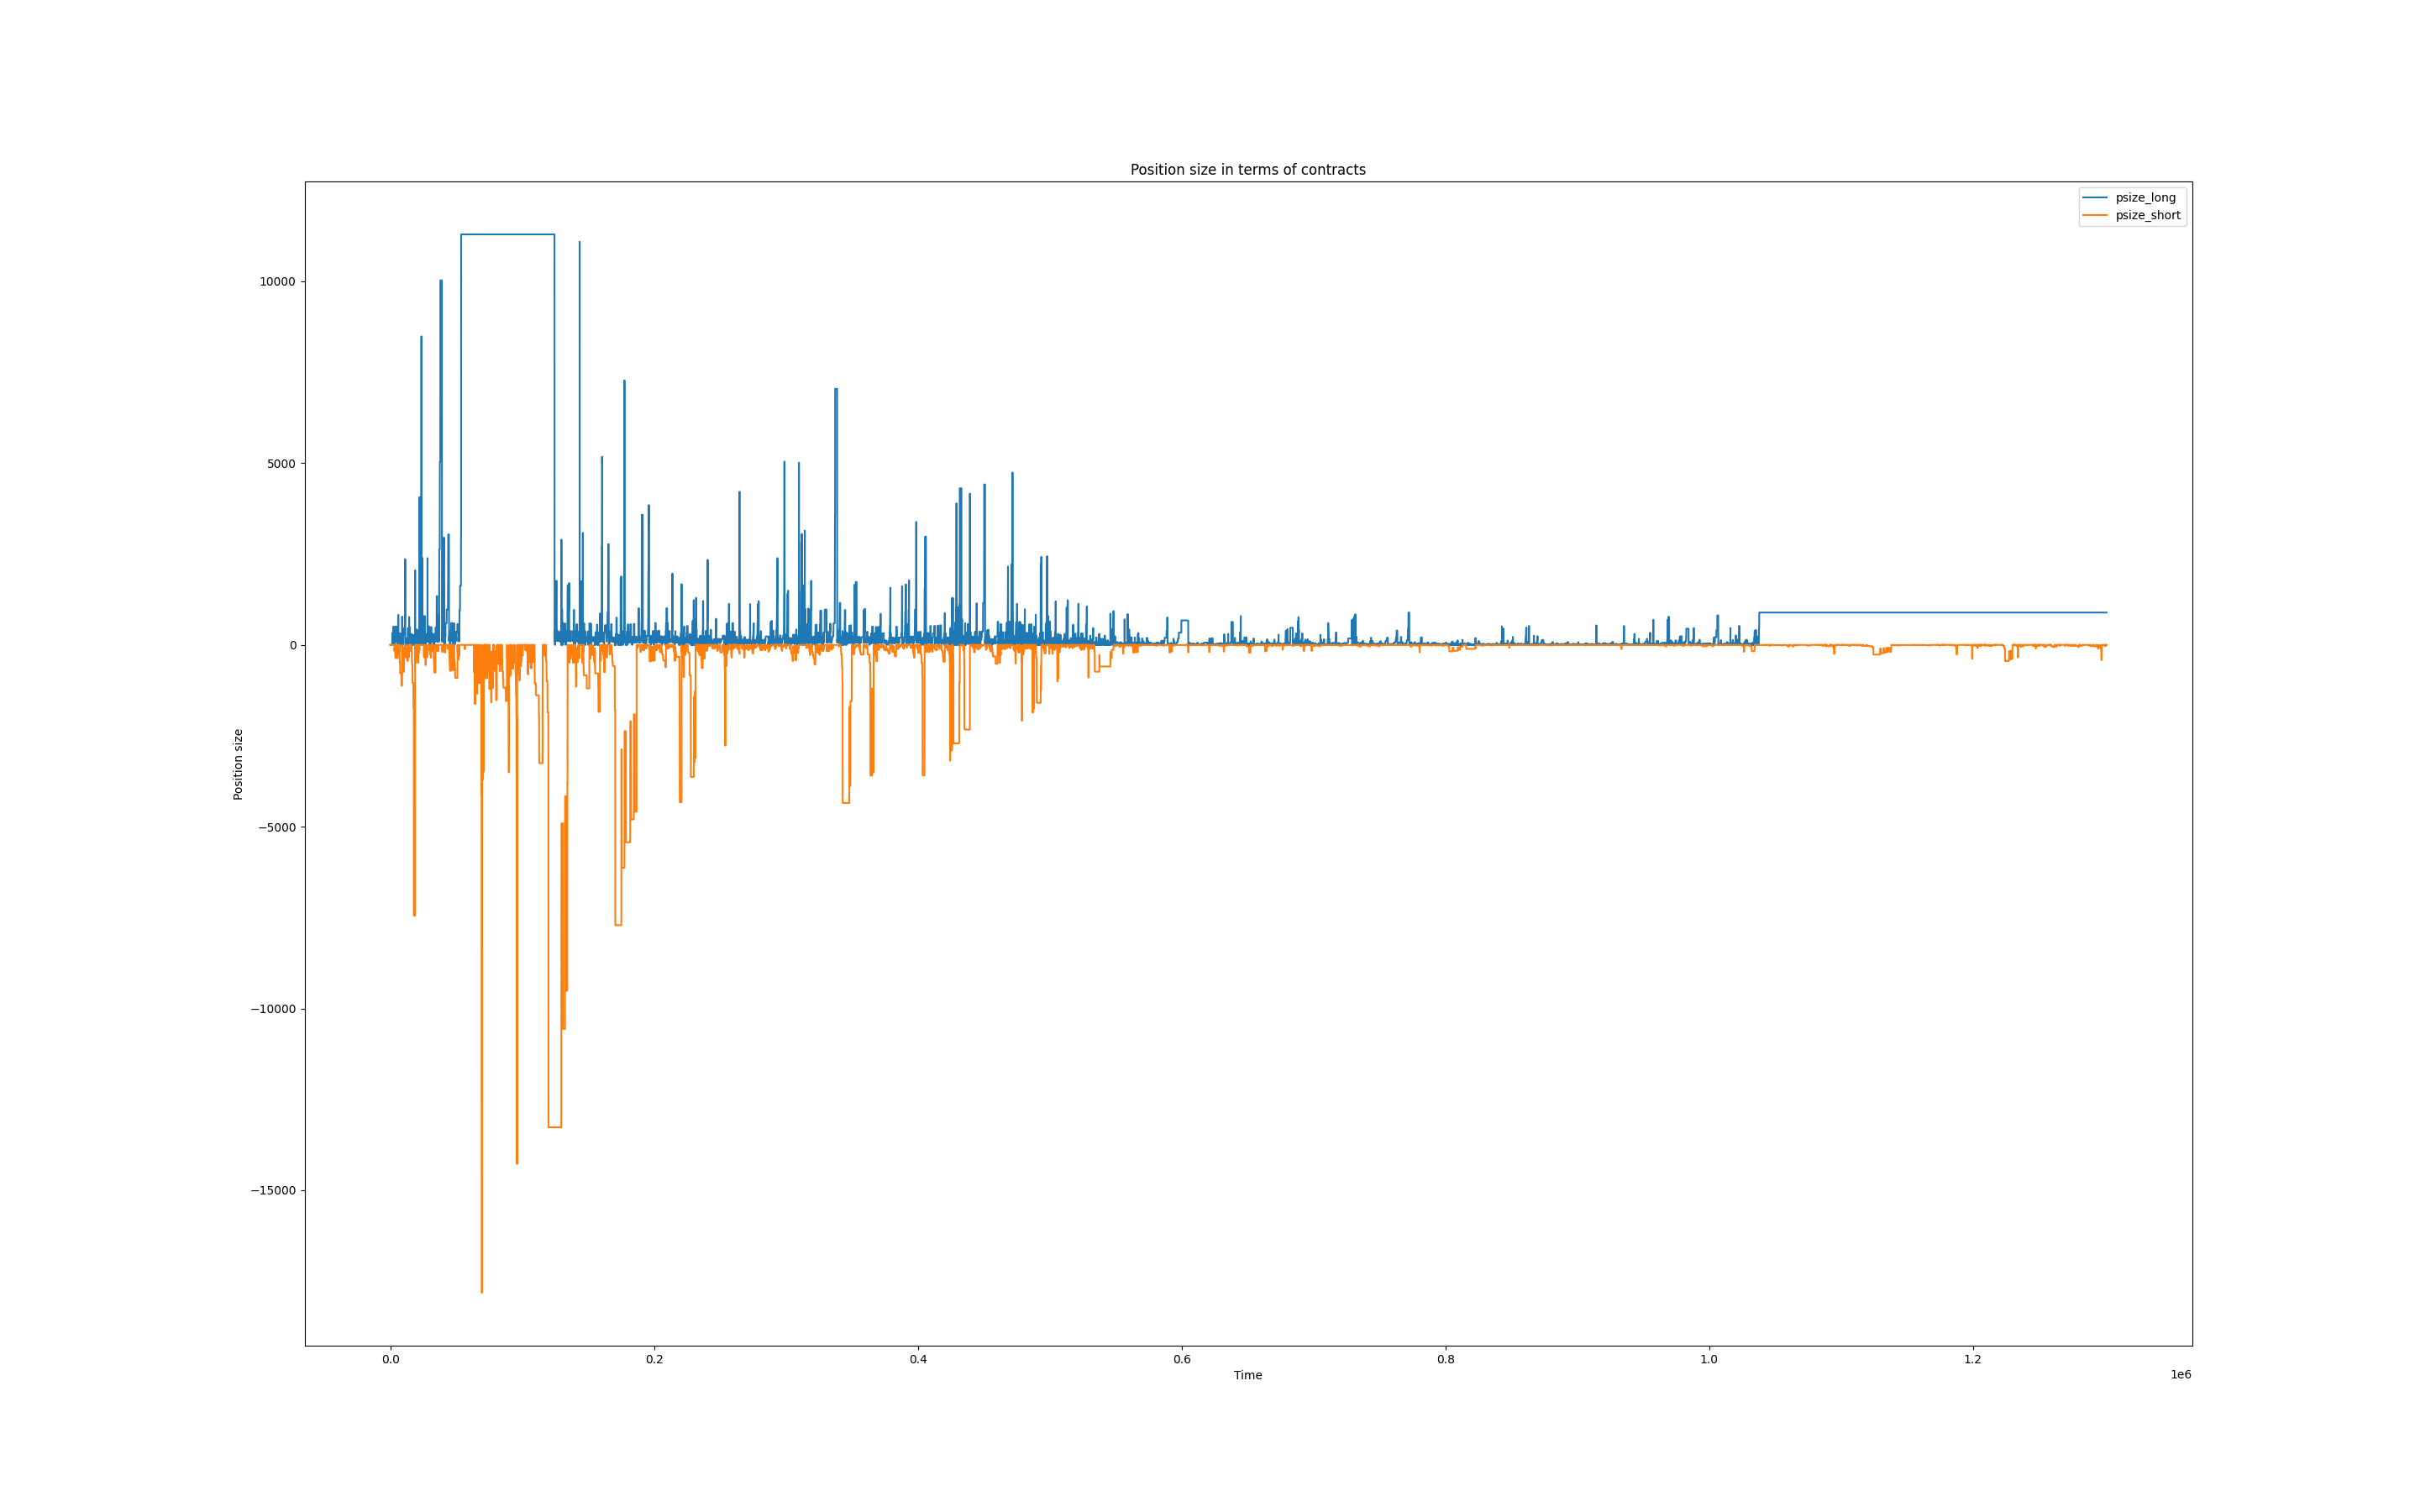 Position size in terms of contracts
psize_long
psize_short
Position size
10000
5000
0
−5000
−10000
−15000
0.0 0.2 0.4 0.6 0.8 1.0 1.2
Time
1e6